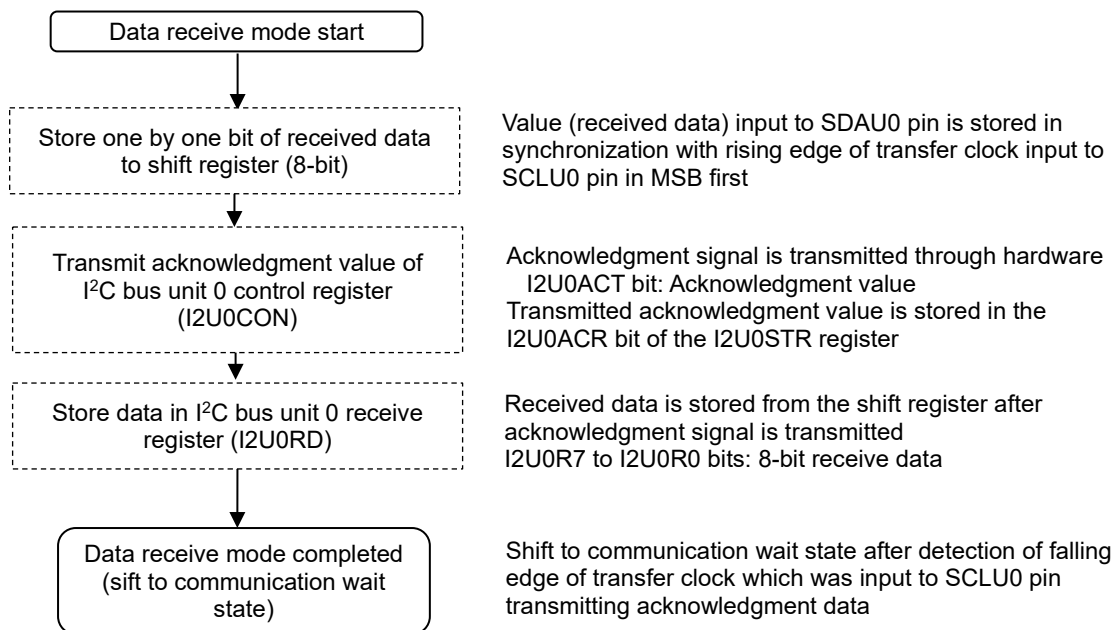 Data receive mode start
Store one by one bit of received data
to shift register (8-bit)
Value (received data) input to SDAU0 pin is stored in
synchronization with rising edge of transfer clock input to
SCLU0 pin in MSB first
Transmit acknowledgment value of
I²C bus unit 0 control register
(I2U0CON)
Acknowledgment signal is transmitted through hardware
I2U0ACT bit: Acknowledgment value
Transmitted acknowledgment value is stored in the
I2U0ACR bit of the I2U0STR register
Store data in I²C bus unit 0 receive
register (I2U0RD)
Received data is stored from the shift register after
acknowledgment signal is transmitted
I2U0R7 to I2U0R0 bits: 8-bit receive data
Data receive mode completed
(sift to communication wait
state)
Shift to communication wait state after detection of falling
edge of transfer clock which was input to SCLU0 pin
transmitting acknowledgment data